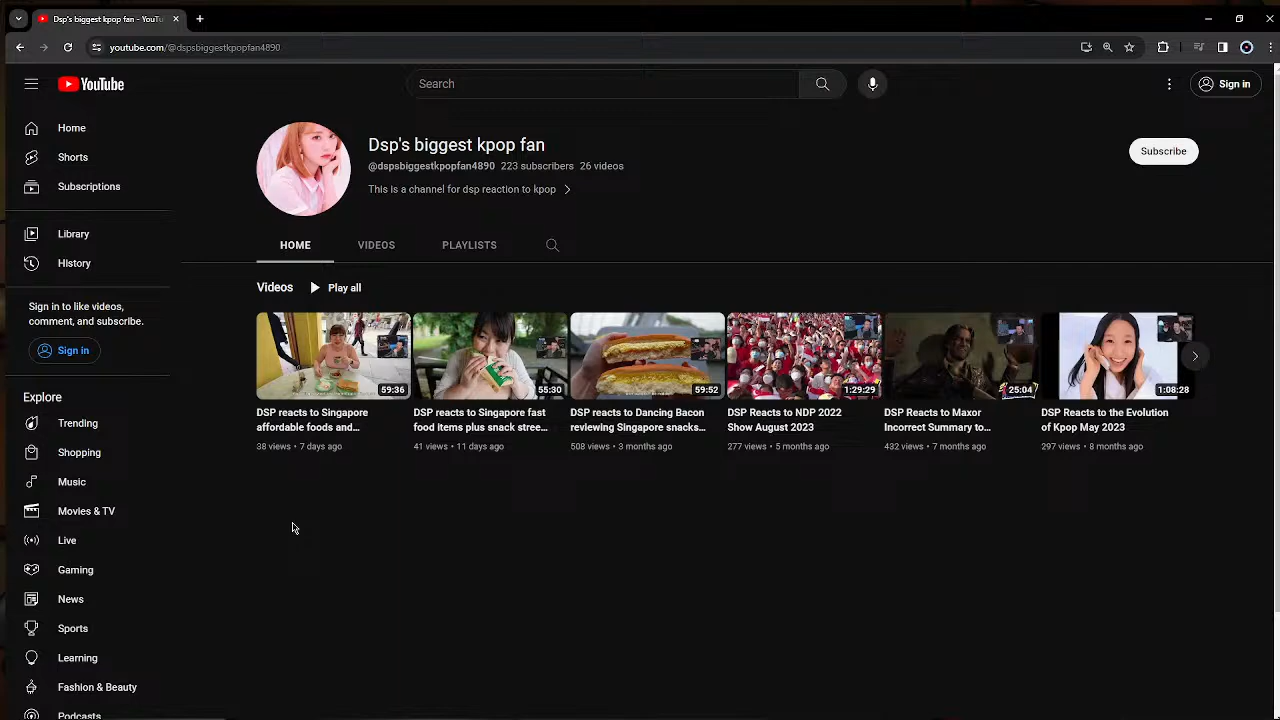 Dsp's biggest kpop fan - YouTu
youtube.com/@dspsbiggestkpopfan4890
YouTube
Search
Sign in
Home
Shorts
Subscriptions
Library
History
Sign in to like videos,
comment, and subscribe.
Sign in
Explore
Trending
Shopping
Music
Movies & TV
Live
Gaming
News
Sports
Learning
Fashion & Beauty
Podcasts
Dsp's biggest kpop fan
@dspsbiggestkpopfan4890 223 subscribers 26 videos
This is a channel for dsp reaction to kpop
Subscribe
HOME VIDEOS PLAYLISTS
Videos Play all
59:36
DSP reacts to Singapore
affordable foods and...
38 views • 7 days ago
55:30
DSP reacts to Singapore fast
food items plus snack stree...
41 views • 11 days ago
59:52
DSP reacts to Dancing Bacon
reviewing Singapore snacks...
508 views • 3 months ago
1:29:29
DSP Reacts to NDP 2022
Show August 2023
277 views • 5 months ago
25:04
DSP Reacts to Maxor
Incorrect Summary to...
432 views • 7 months ago
1:08:28
DSP Reacts to the Evolution
of Kpop May 2023
297 views • 8 months ago